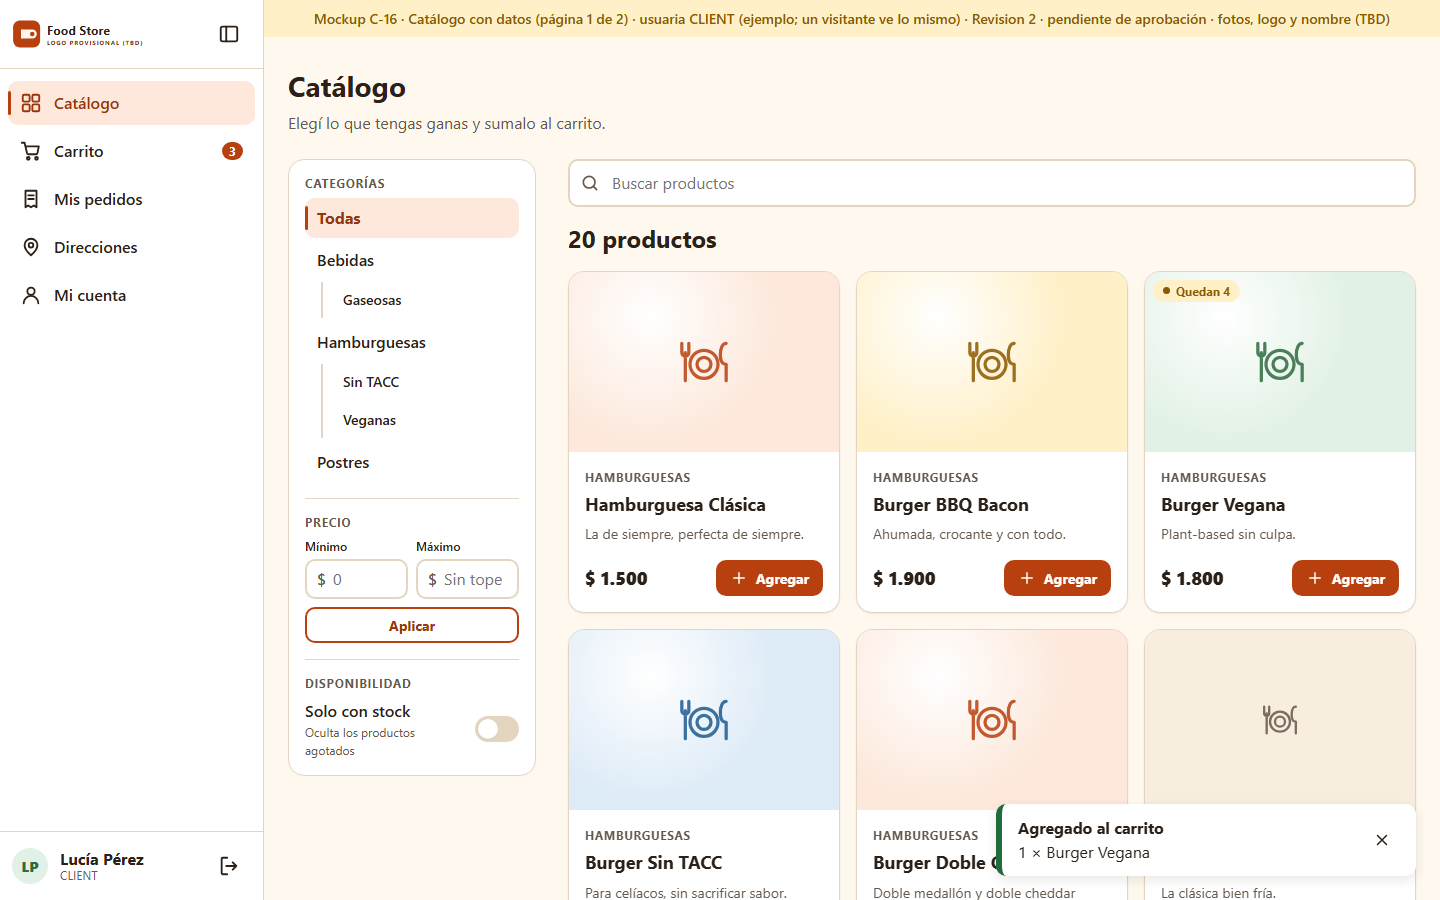 Food Store
LOGO PROVISIONAL (TBD)
Catálogo
Carrito
3
Mis pedidos
Direcciones
Mi cuenta
LP
Lucía Pérez
CLIENT
Mockup C-16 · Catálogo con datos (página 1 de 2) · usuaria CLIENT (ejemplo; un visitante ve lo mismo) · Revision 2 · pendiente de aprobación · fotos, logo y nombre (TBD)
Catálogo
Elegí lo que tengas ganas y sumalo al carrito.
CATEGORÍAS
Todas
Bebidas
Gaseosas
Hamburguesas
Sin TACC
Veganas
Postres
PRECIO
Mínimo
Máximo
$ 0
$ Sin tope
Aplicar
DISPONIBILIDAD
Solo con stock
Oculta los productos
agotados
Buscar productos
20 productos
HAMBURGUESAS
Hamburguesa Clásica
La de siempre, perfecta de siempre.
$ 1.500
+ Agregar
HAMBURGUESAS
Burger BBQ Bacon
Ahumada, crocante y con todo.
$ 1.900
+ Agregar
Quedan 4
HAMBURGUESAS
Burger Vegana
Plant-based sin culpa.
$ 1.800
+ Agregar
HAMBURGUESAS
Burger Sin TACC
Para celíacos, sin sacrificar sabor.
HAMBURGUESAS
Burger Doble
Doble medallón y doble cheddar
La clásica bien fría.
Agregado al carrito
1 × Burger Vegana